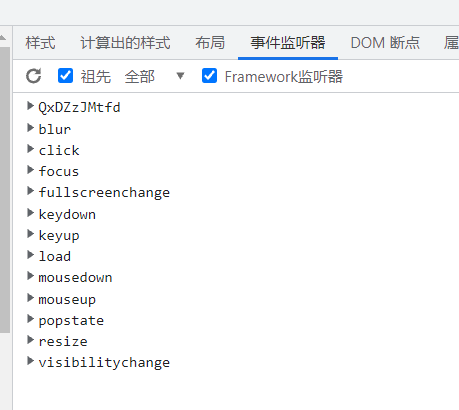 样式 计算出的样式 布局 事件监听器 DOM 断点
祖先 全部 Framework监听器
QxDZzJMtfd
blur
click
focus
fullscreenchange
keydown
keyup
load
mousedown
mouseup
popstate
resize
visibilitychange